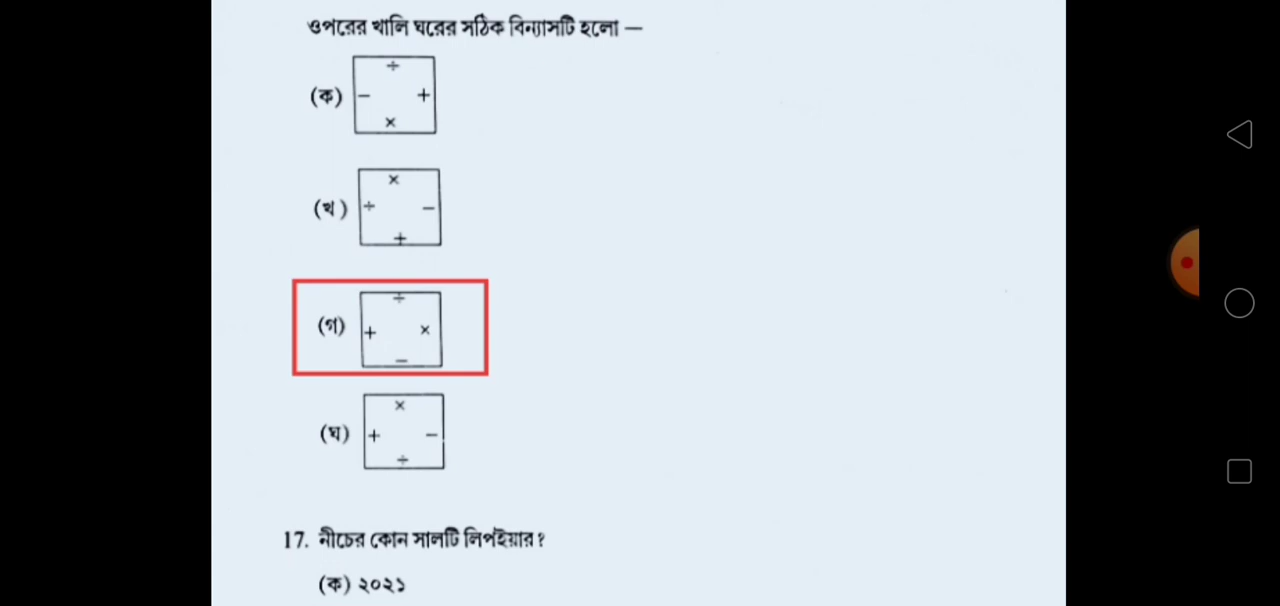 ওপরের খালি ঘরের সঠিক বিন্যাসটি হলো —
(ক) ÷ − + ×
(খ) × ÷ − +
(গ) ÷ + × −
(ঘ) × + − ÷
17. নীচের কোন সালটি লিপইয়ার?
(ক) ২০২১